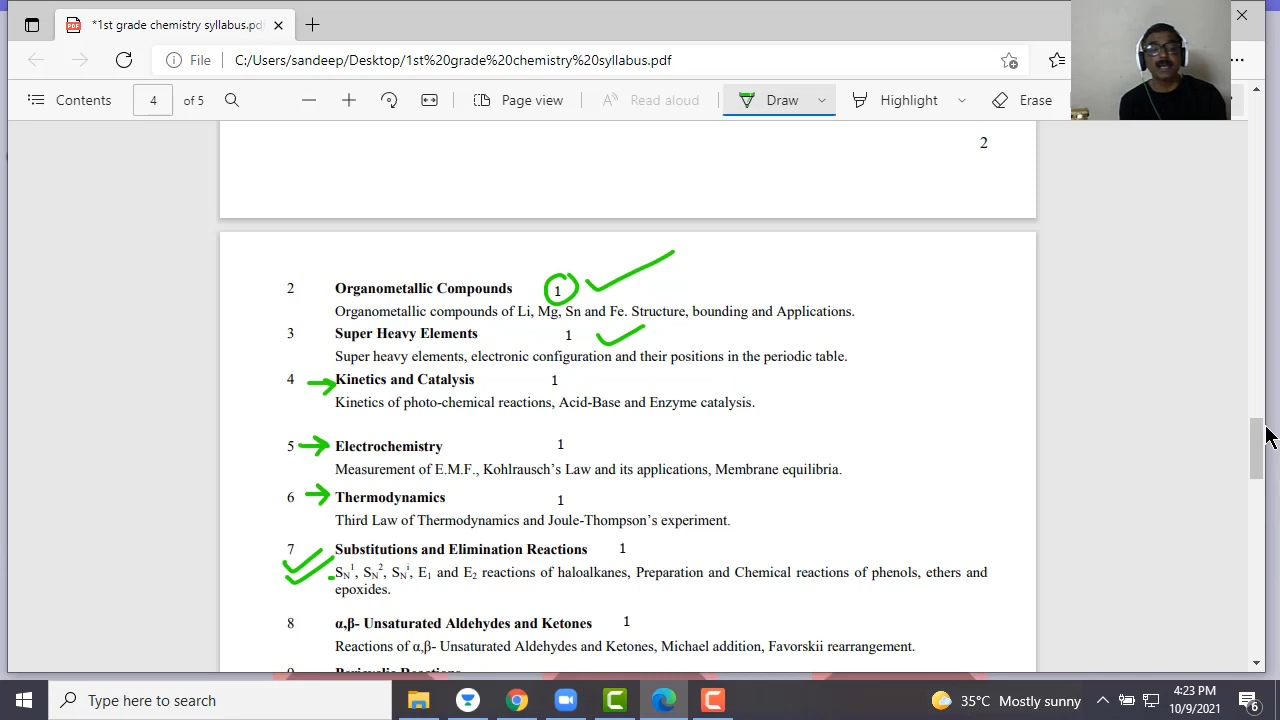 *1st grade chemistry syllabus.pdf
File C:/Users/sandeep/Desktop/1st%20grade%20chemistry%20syllabus.pdf
Contents 4 of 5 Page view Read aloud Draw Highlight Erase
2
2 Organometallic Compounds 1
Organometallic compounds of Li, Mg, Sn and Fe. Structure, bounding and Applications.
3 Super Heavy Elements 1
Super heavy elements, electronic configuration and their positions in the periodic table.
4 Kinetics and Catalysis 1
Kinetics of photo-chemical reactions, Acid-Base and Enzyme catalysis.
5 Electrochemistry 1
Measurement of E.M.F., Kohlrausch's Law and its applications, Membrane equilibria.
6 Thermodynamics 1
Third Law of Thermodynamics and Joule-Thompson's experiment.
7 Substitutions and Elimination Reactions 1
SN1, SN2, SNi, E1 and E2 reactions of haloalkanes, Preparation and Chemical reactions of phenols, ethers and
epoxides.
8 α,β- Unsaturated Aldehydes and Ketones 1
Reactions of α,β- Unsaturated Aldehydes and Ketones, Michael addition, Favorskii rearrangement.
9 Pericyclic Reactions
Type here to search 35°C Mostly sunny 4:23 PM
10/9/2021 6